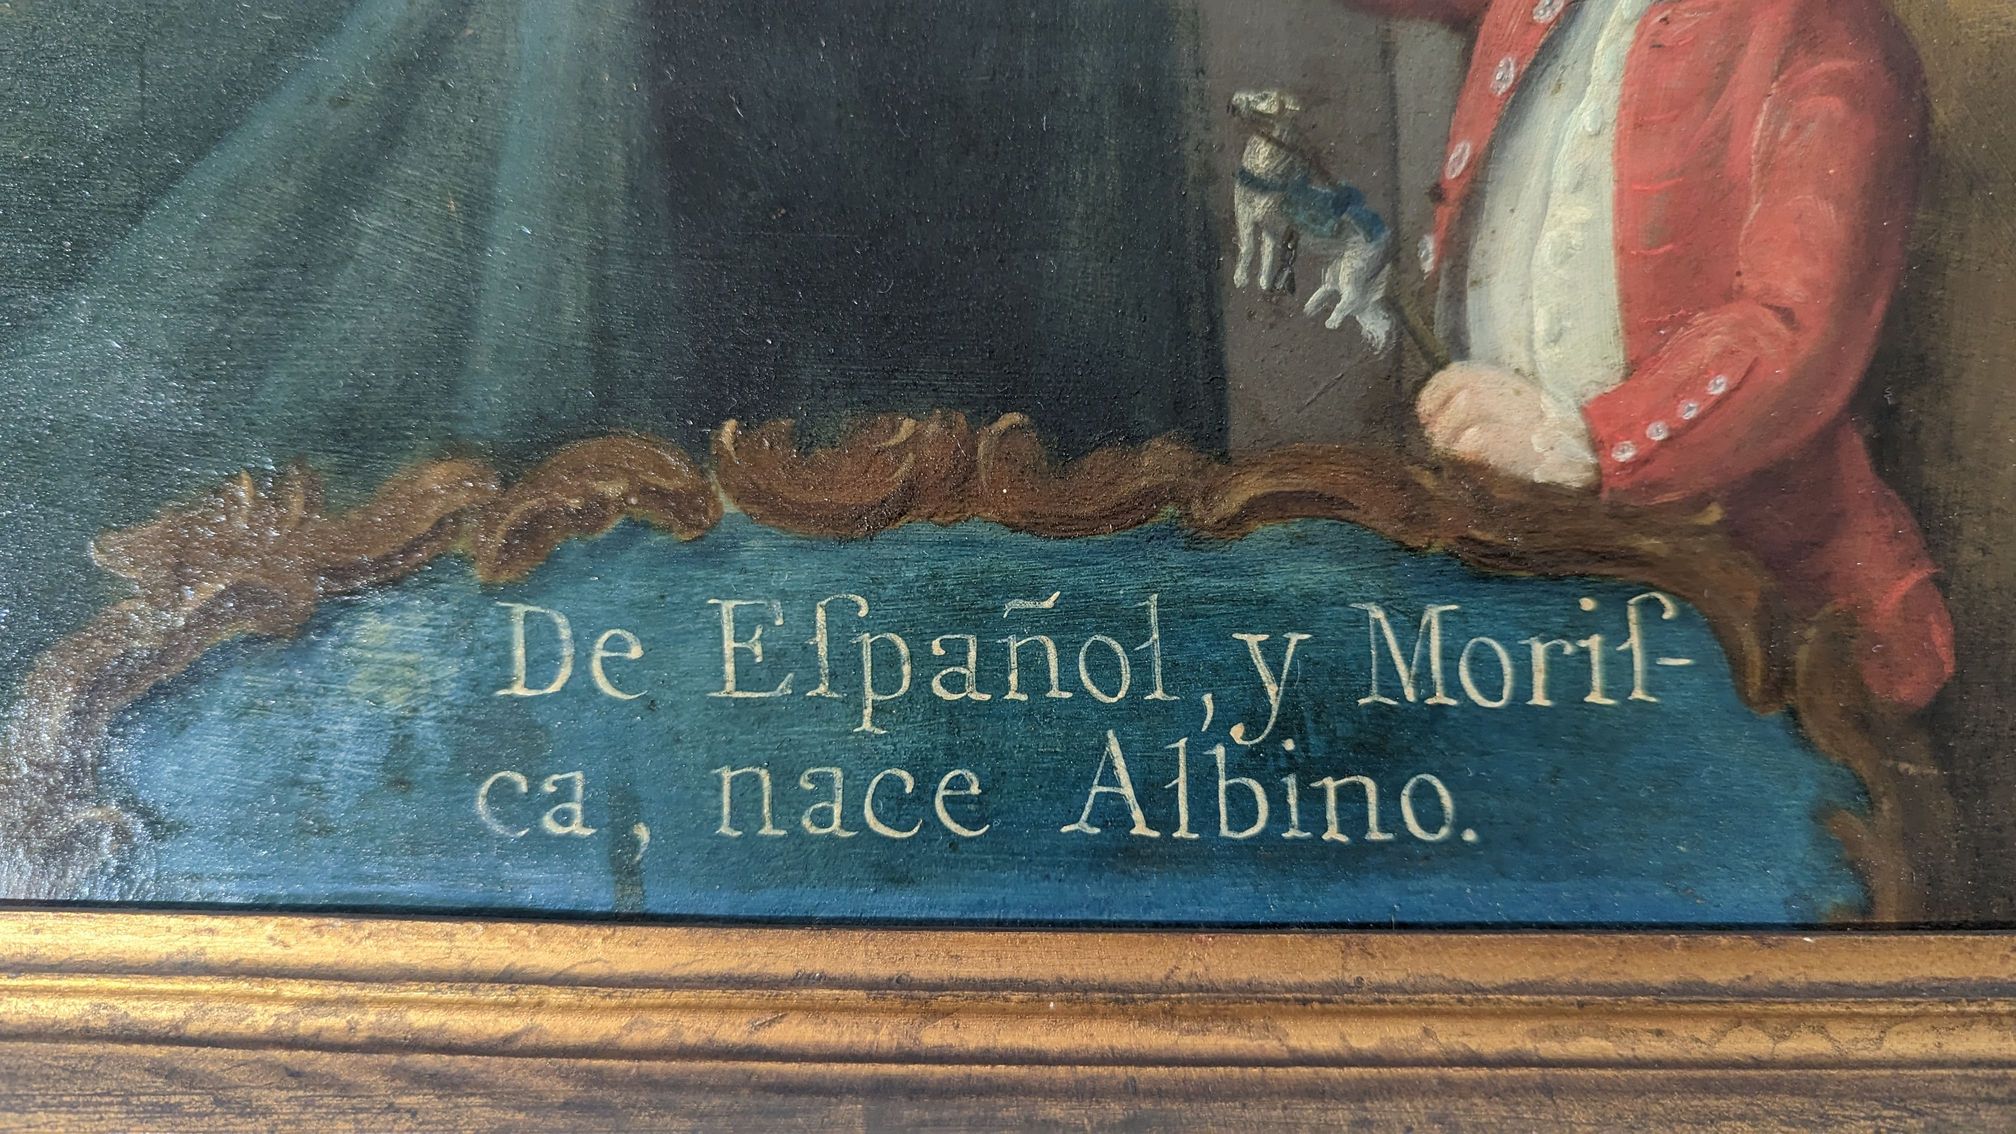 De Eſpañol, y Moriſ-
ca, nace Albino.